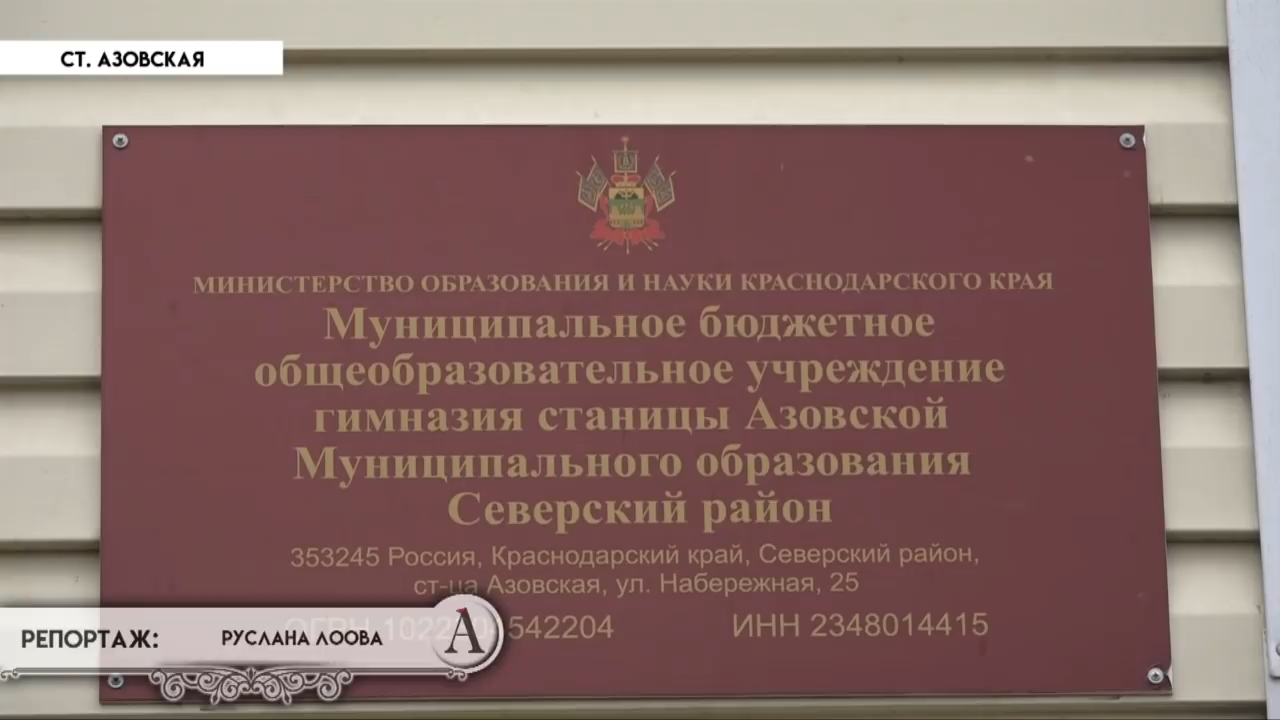 СТ. АЗОВСКАЯ
МИНИСТЕРСТВО ОБРАЗОВАНИЯ И НАУКИ КРАСНОДАРСКОГО КРАЯ
Муниципальное бюджетное
общеобразовательное учреждение
гимназия станицы Азовской
Муниципального образования
Северский район
353245 Россия, Краснодарский край, Северский район,
ст-ца Азовская, ул. Набережная, 25
ОГРН ИНН 2348014415
РЕПОРТАЖ: РУСЛАНА ЛООВА А